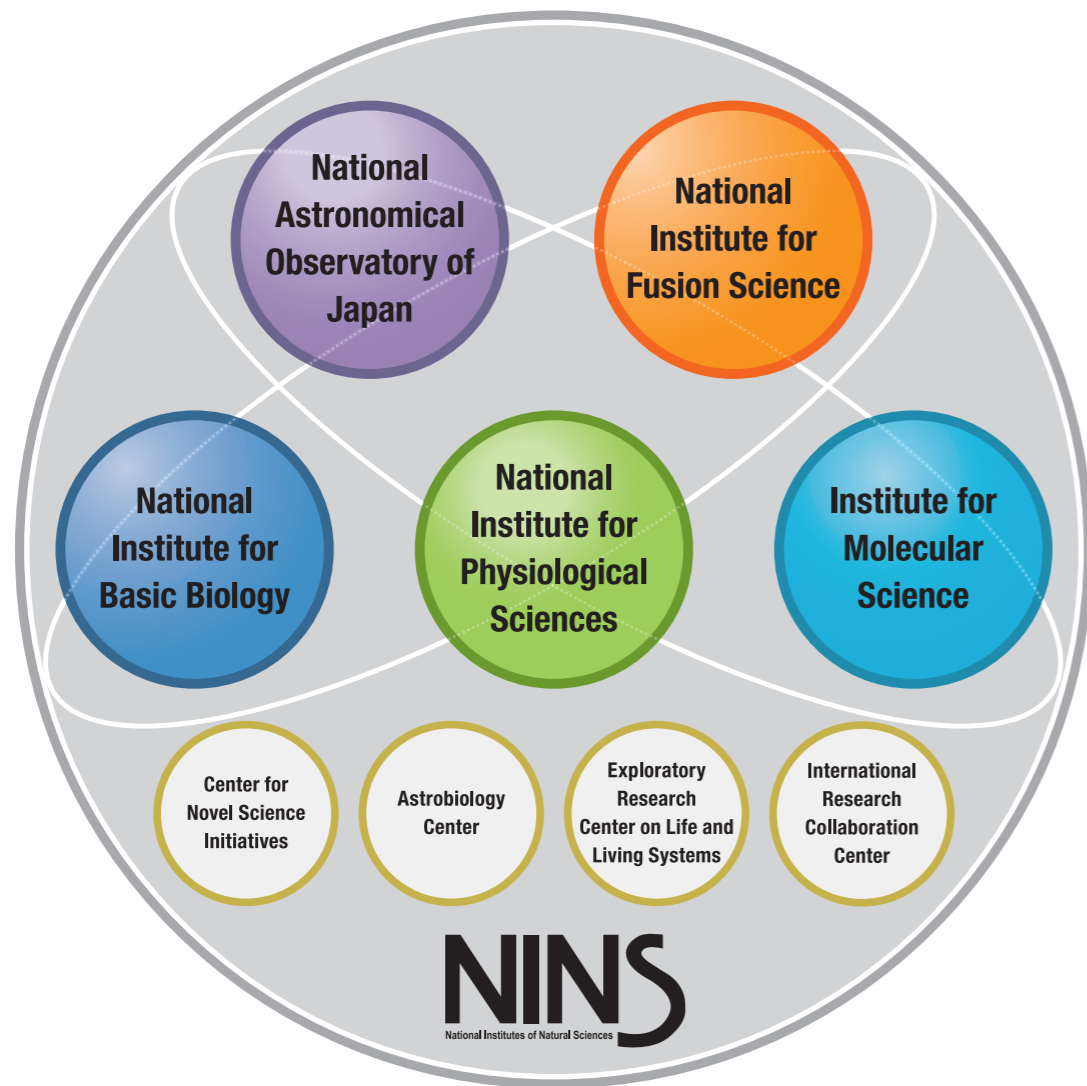 National
Astronomical
Observatory of
Japan
National
Institute for
Fusion Science
National
Institute for
Basic Biology
National
Institute for
Physiological
Sciences
Institute for
Molecular
Science
Center for
Novel Science
Initiatives
Astrobiology
Center
Exploratory
Research
Center on Life and
Living Systems
International
Research
Collaboration
Center
NINS
National Institutes of Natural Sciences